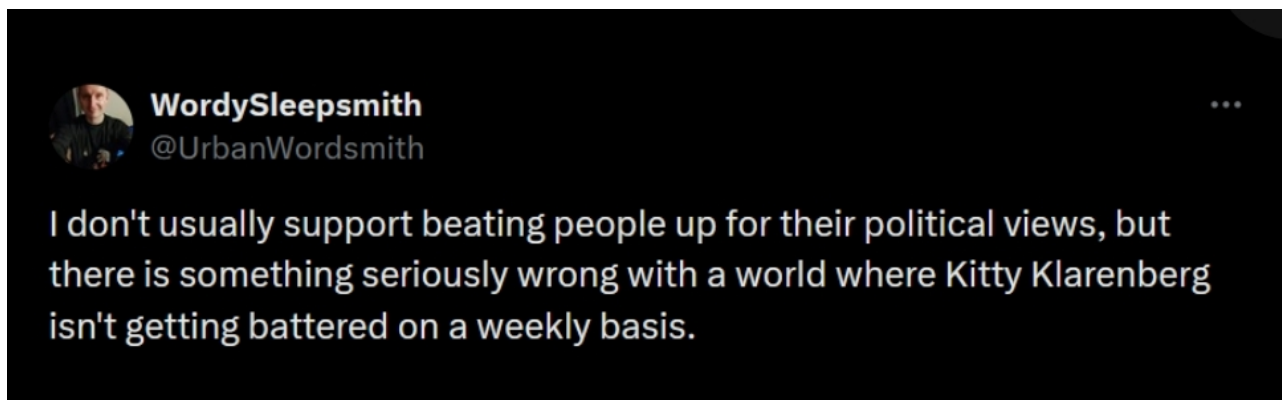 WordySleepsmith
@UrbanWordsmith
I don't usually support beating people up for their political views, but
there is something seriously wrong with a world where Kitty Klarenberg
isn't getting battered on a weekly basis.